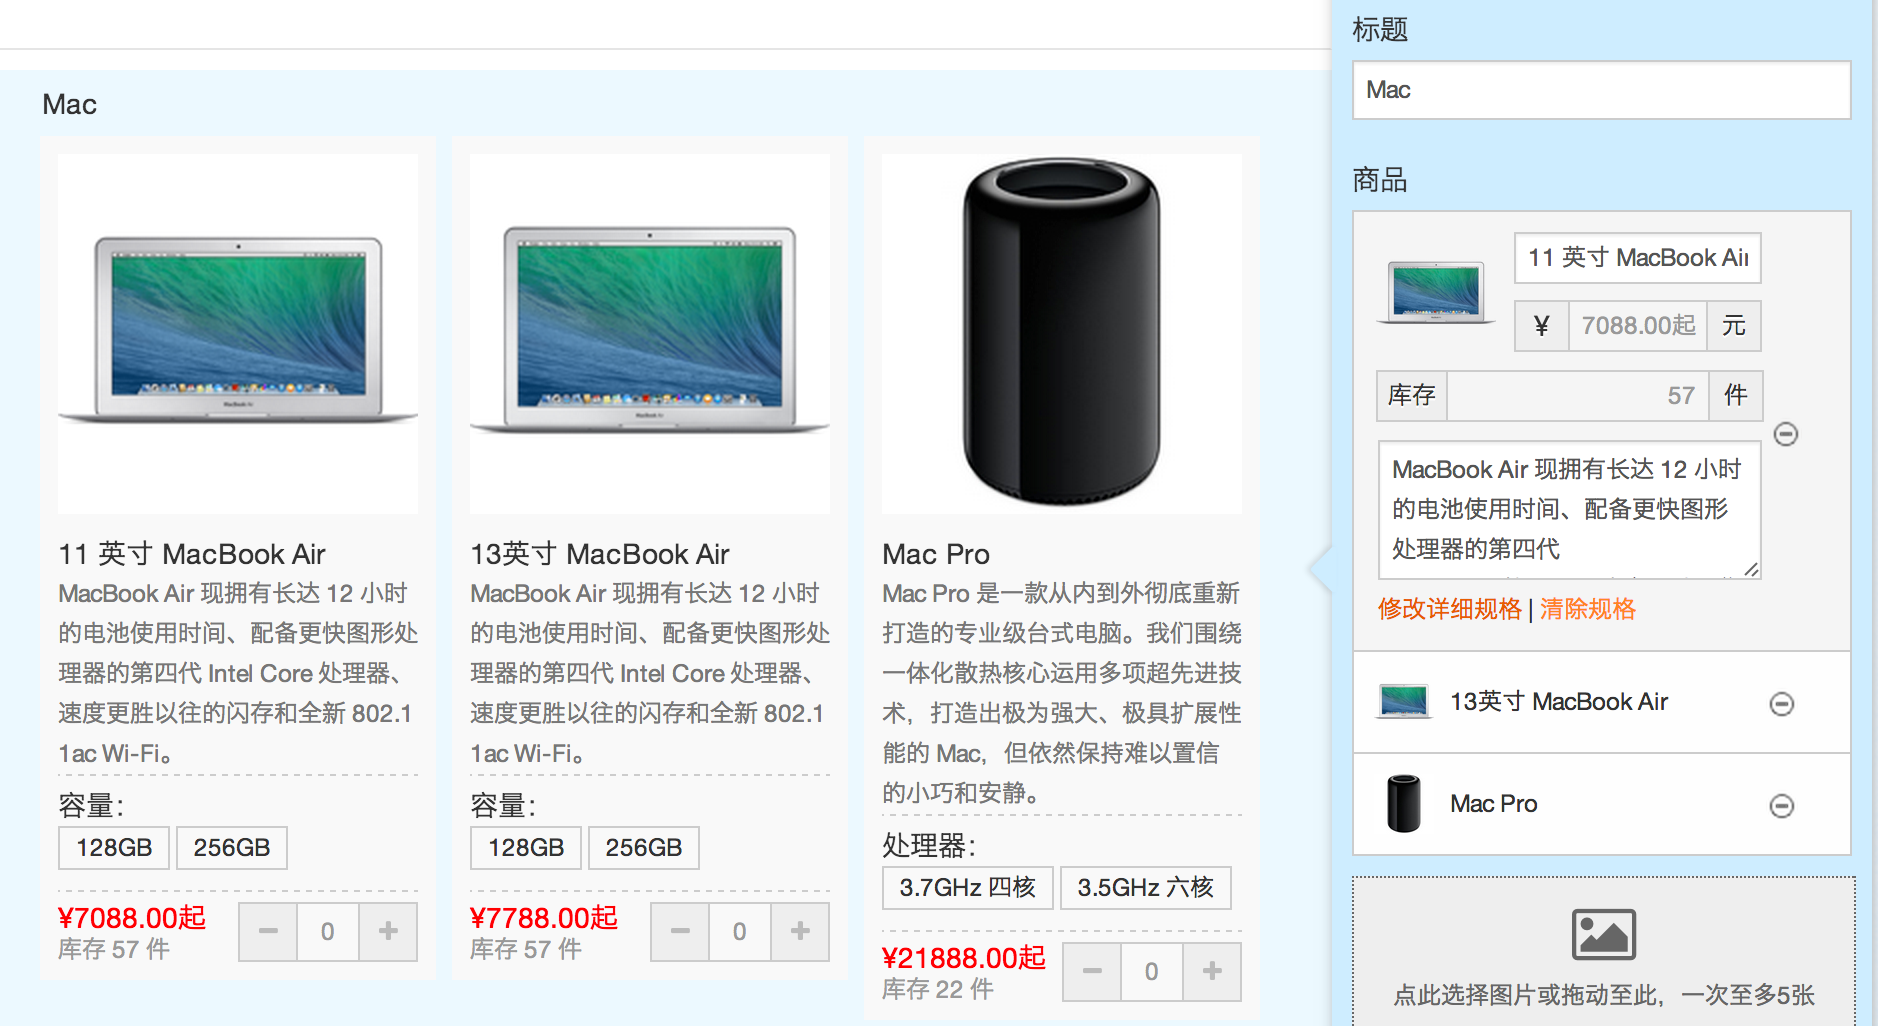 Mac
11 英寸 MacBook Air
MacBook Air 现拥有长达 12 小时
的电池使用时间、配备更快图形处
理器的第四代 Intel Core 处理器、
速度更胜以往的闪存和全新 802.1
1ac Wi-Fi。
容量：
128GB 256GB
¥7088.00起
库存 57 件
0
13英寸 MacBook Air
MacBook Air 现拥有长达 12 小时
的电池使用时间、配备更快图形处
理器的第四代 Intel Core 处理器、
速度更胜以往的闪存和全新 802.1
1ac Wi-Fi。
容量：
128GB 256GB
¥7788.00起
库存 57 件
0
Mac Pro
Mac Pro 是一款从内到外彻底重新
打造的专业级台式电脑。我们围绕
一体化散热核心运用多项超先进技
术，打造出极为强大、极具扩展性
能的 Mac，但依然保持难以置信
的小巧和安静。
处理器：
3.7GHz 四核 3.5GHz 六核
¥21888.00起
库存 22 件
0
标题
Mac
商品
11 英寸 MacBook Air
¥ 7088.00起 元
库存 57 件
MacBook Air 现拥有长达 12 小时
的电池使用时间、配备更快图形
处理器的第四代
修改详细规格 | 清除规格
13英寸 MacBook Air
Mac Pro
点此选择图片或拖动至此，一次至多5张